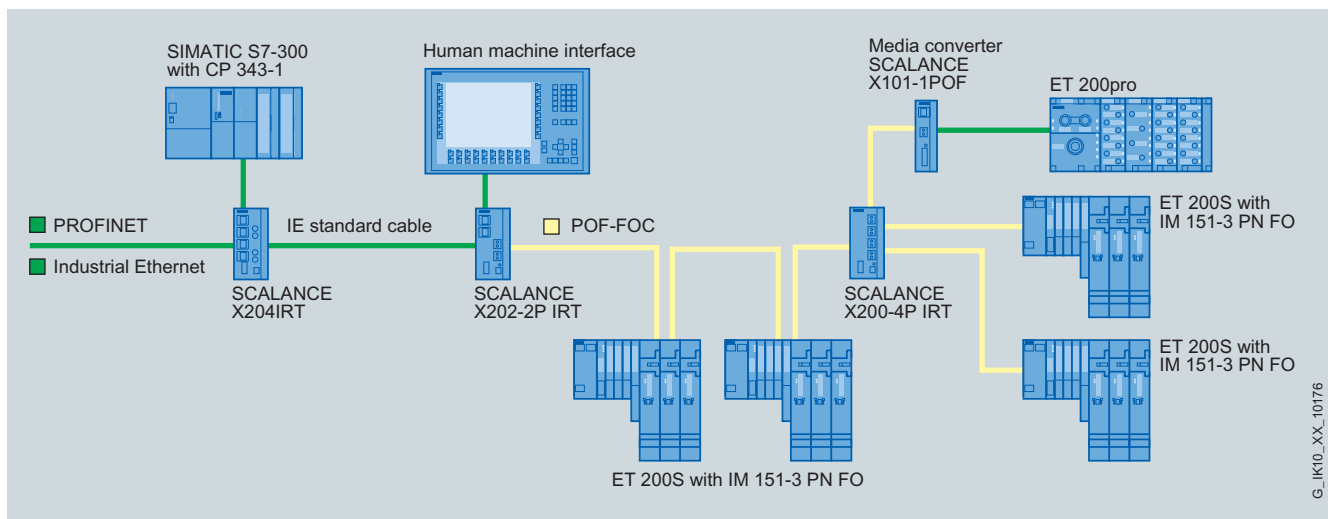 SIMATIC S7-300
with CP 343-1
Human machine interface
Media converter
SCALANCE
X101-1POF
ET 200pro
PROFINET
IE standard cable
POF-FOC
Industrial Ethernet
SCALANCE
X204IRT
SCALANCE
X202-2P IRT
SCALANCE
X200-4P IRT
ET 200S with
IM 151-3 PN FO
ET 200S with
IM 151-3 PN FO
ET 200S with IM 151-3 PN FO
G_IK10_XX_10176